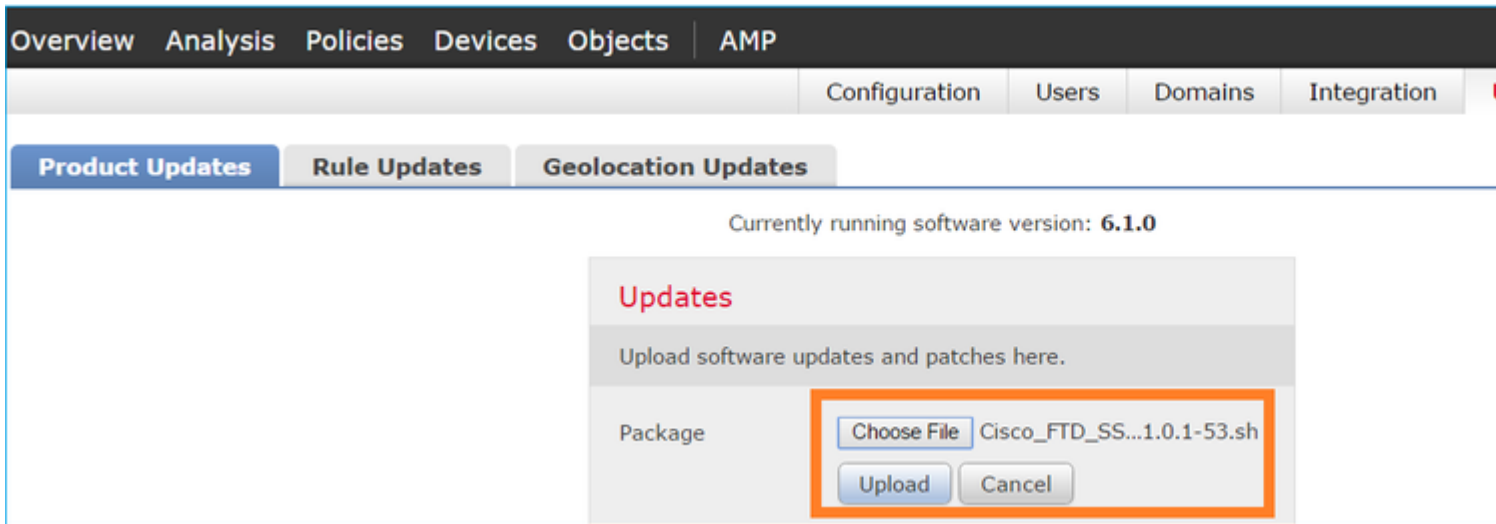 Overview Analysis Policies Devices Objects AMP
Configuration Users Domains Integration
Product Updates Rule Updates Geolocation Updates
Currently running software version: 6.1.0
Updates
Upload software updates and patches here.
Package Choose File Cisco_FTD_SS...1.0.1-53.sh
Upload Cancel